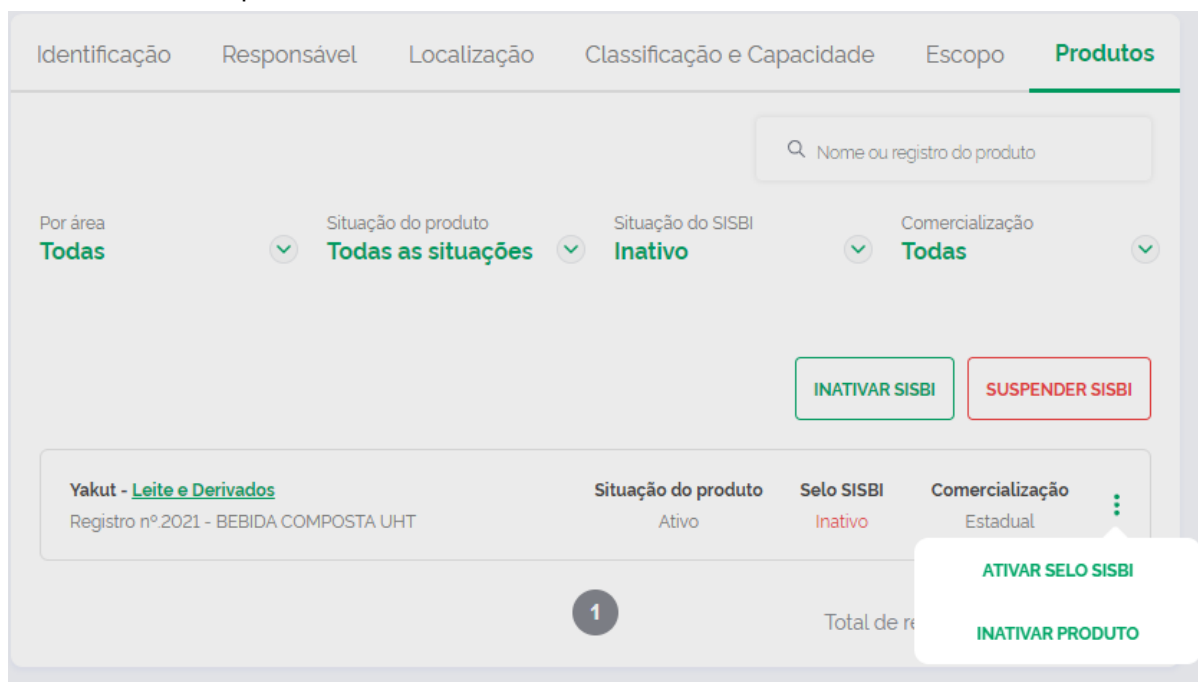 Identificação Responsável Localização Classificação e Capacidade Escopo Produtos
Nome ou registro do produto
Por área Situação do produto Situação do SISBI Comercialização
Todas Todas as situações Inativo Todas
INATIVAR SISBI SUSPENDER SISBI
Yakut - Leite e Derivados Situação do produto Selo SISBI Comercialização
Registro nº.2021 - BEBIDA COMPOSTA UHT Ativo Inativo Estadual
ATIVAR SELO SISBI
1 Total de
INATIVAR PRODUTO